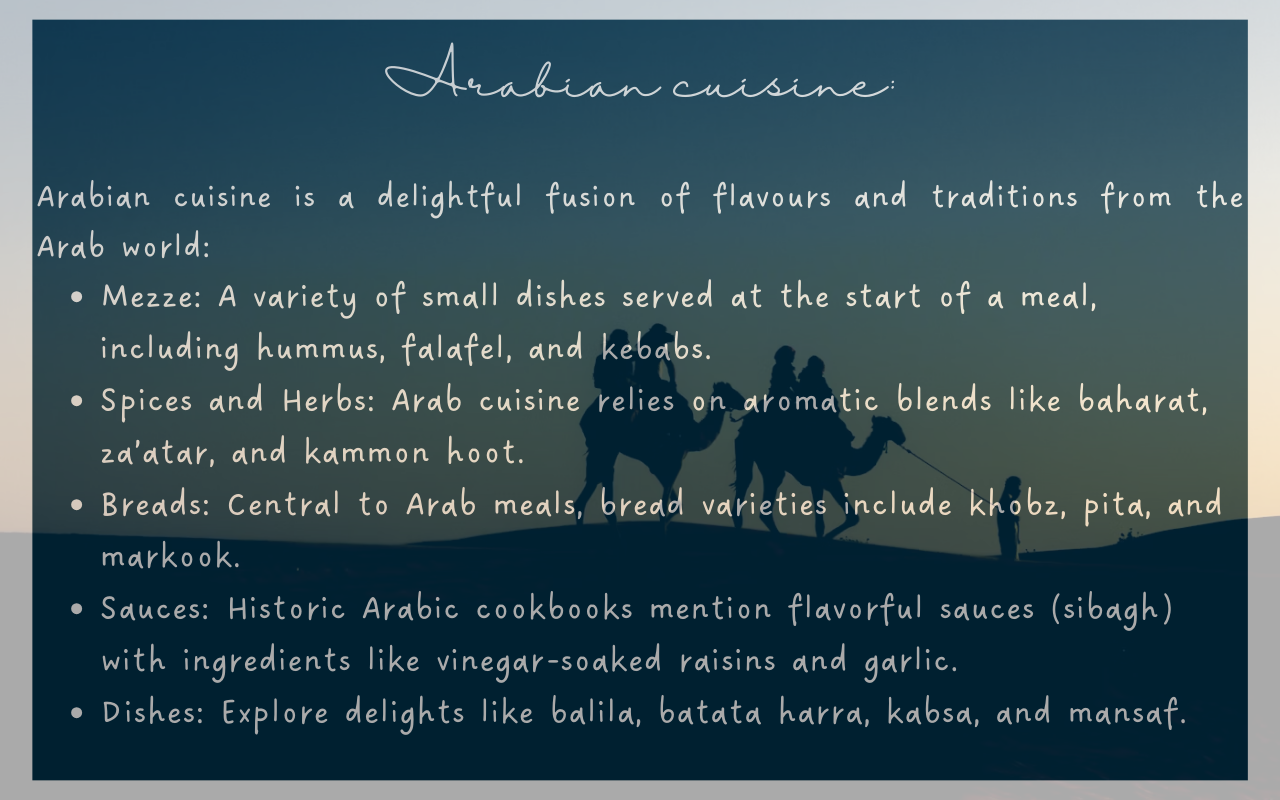 Arabian cuisine:
Arabian cuisine is a delightful fusion of flavours and traditions from the
Arab world:
• Mezze: A variety of small dishes served at the start of a meal,
including hummus, falafel, and kebabs.
• Spices and Herbs: Arab cuisine relies on aromatic blends like baharat,
za'atar, and kammon hoot.
• Breads: Central to Arab meals, bread varieties include khobz, pita, and
markook.
• Sauces: Historic Arabic cookbooks mention flavorful sauces (sibagh)
with ingredients like vinegar-soaked raisins and garlic.
• Dishes: Explore delights like balila, batata harra, kabsa, and mansaf.